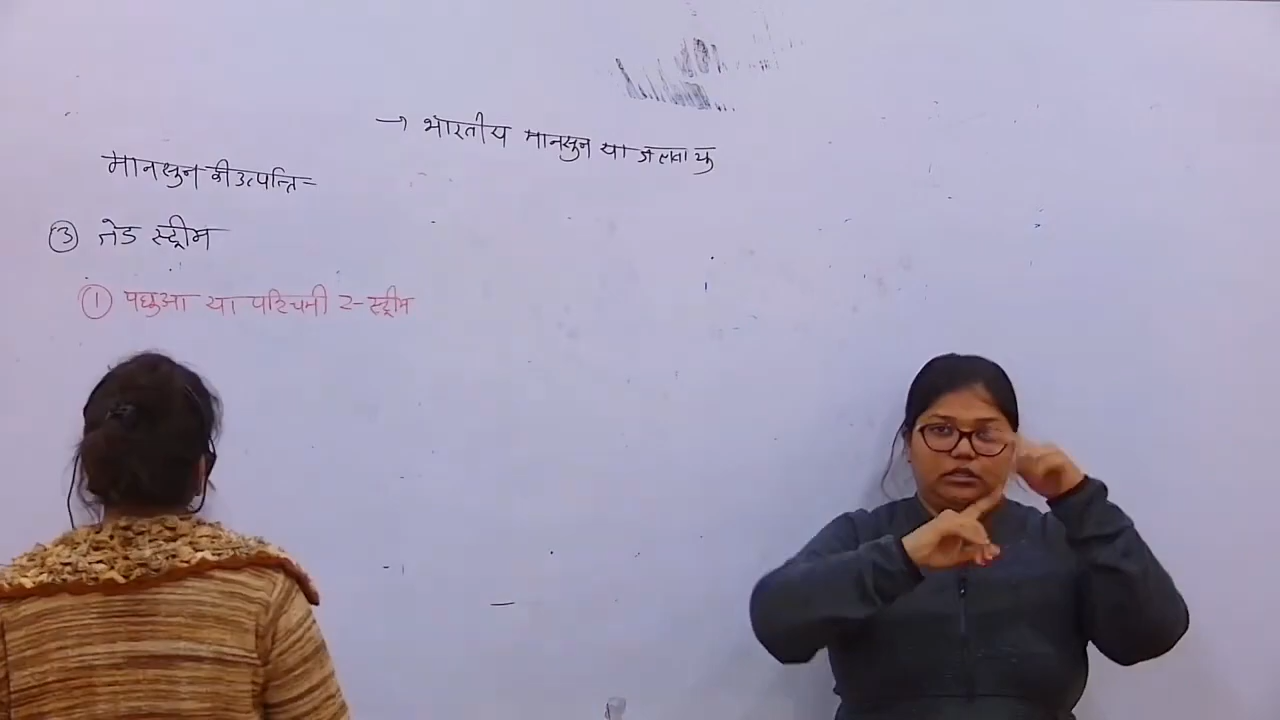 → भारतीय मानसुन या जलवायु
मानसुन की उत्पत्ति -
③ जेड स्ट्रीम
① पछुआ या पश्चिमी स्ट्रीम